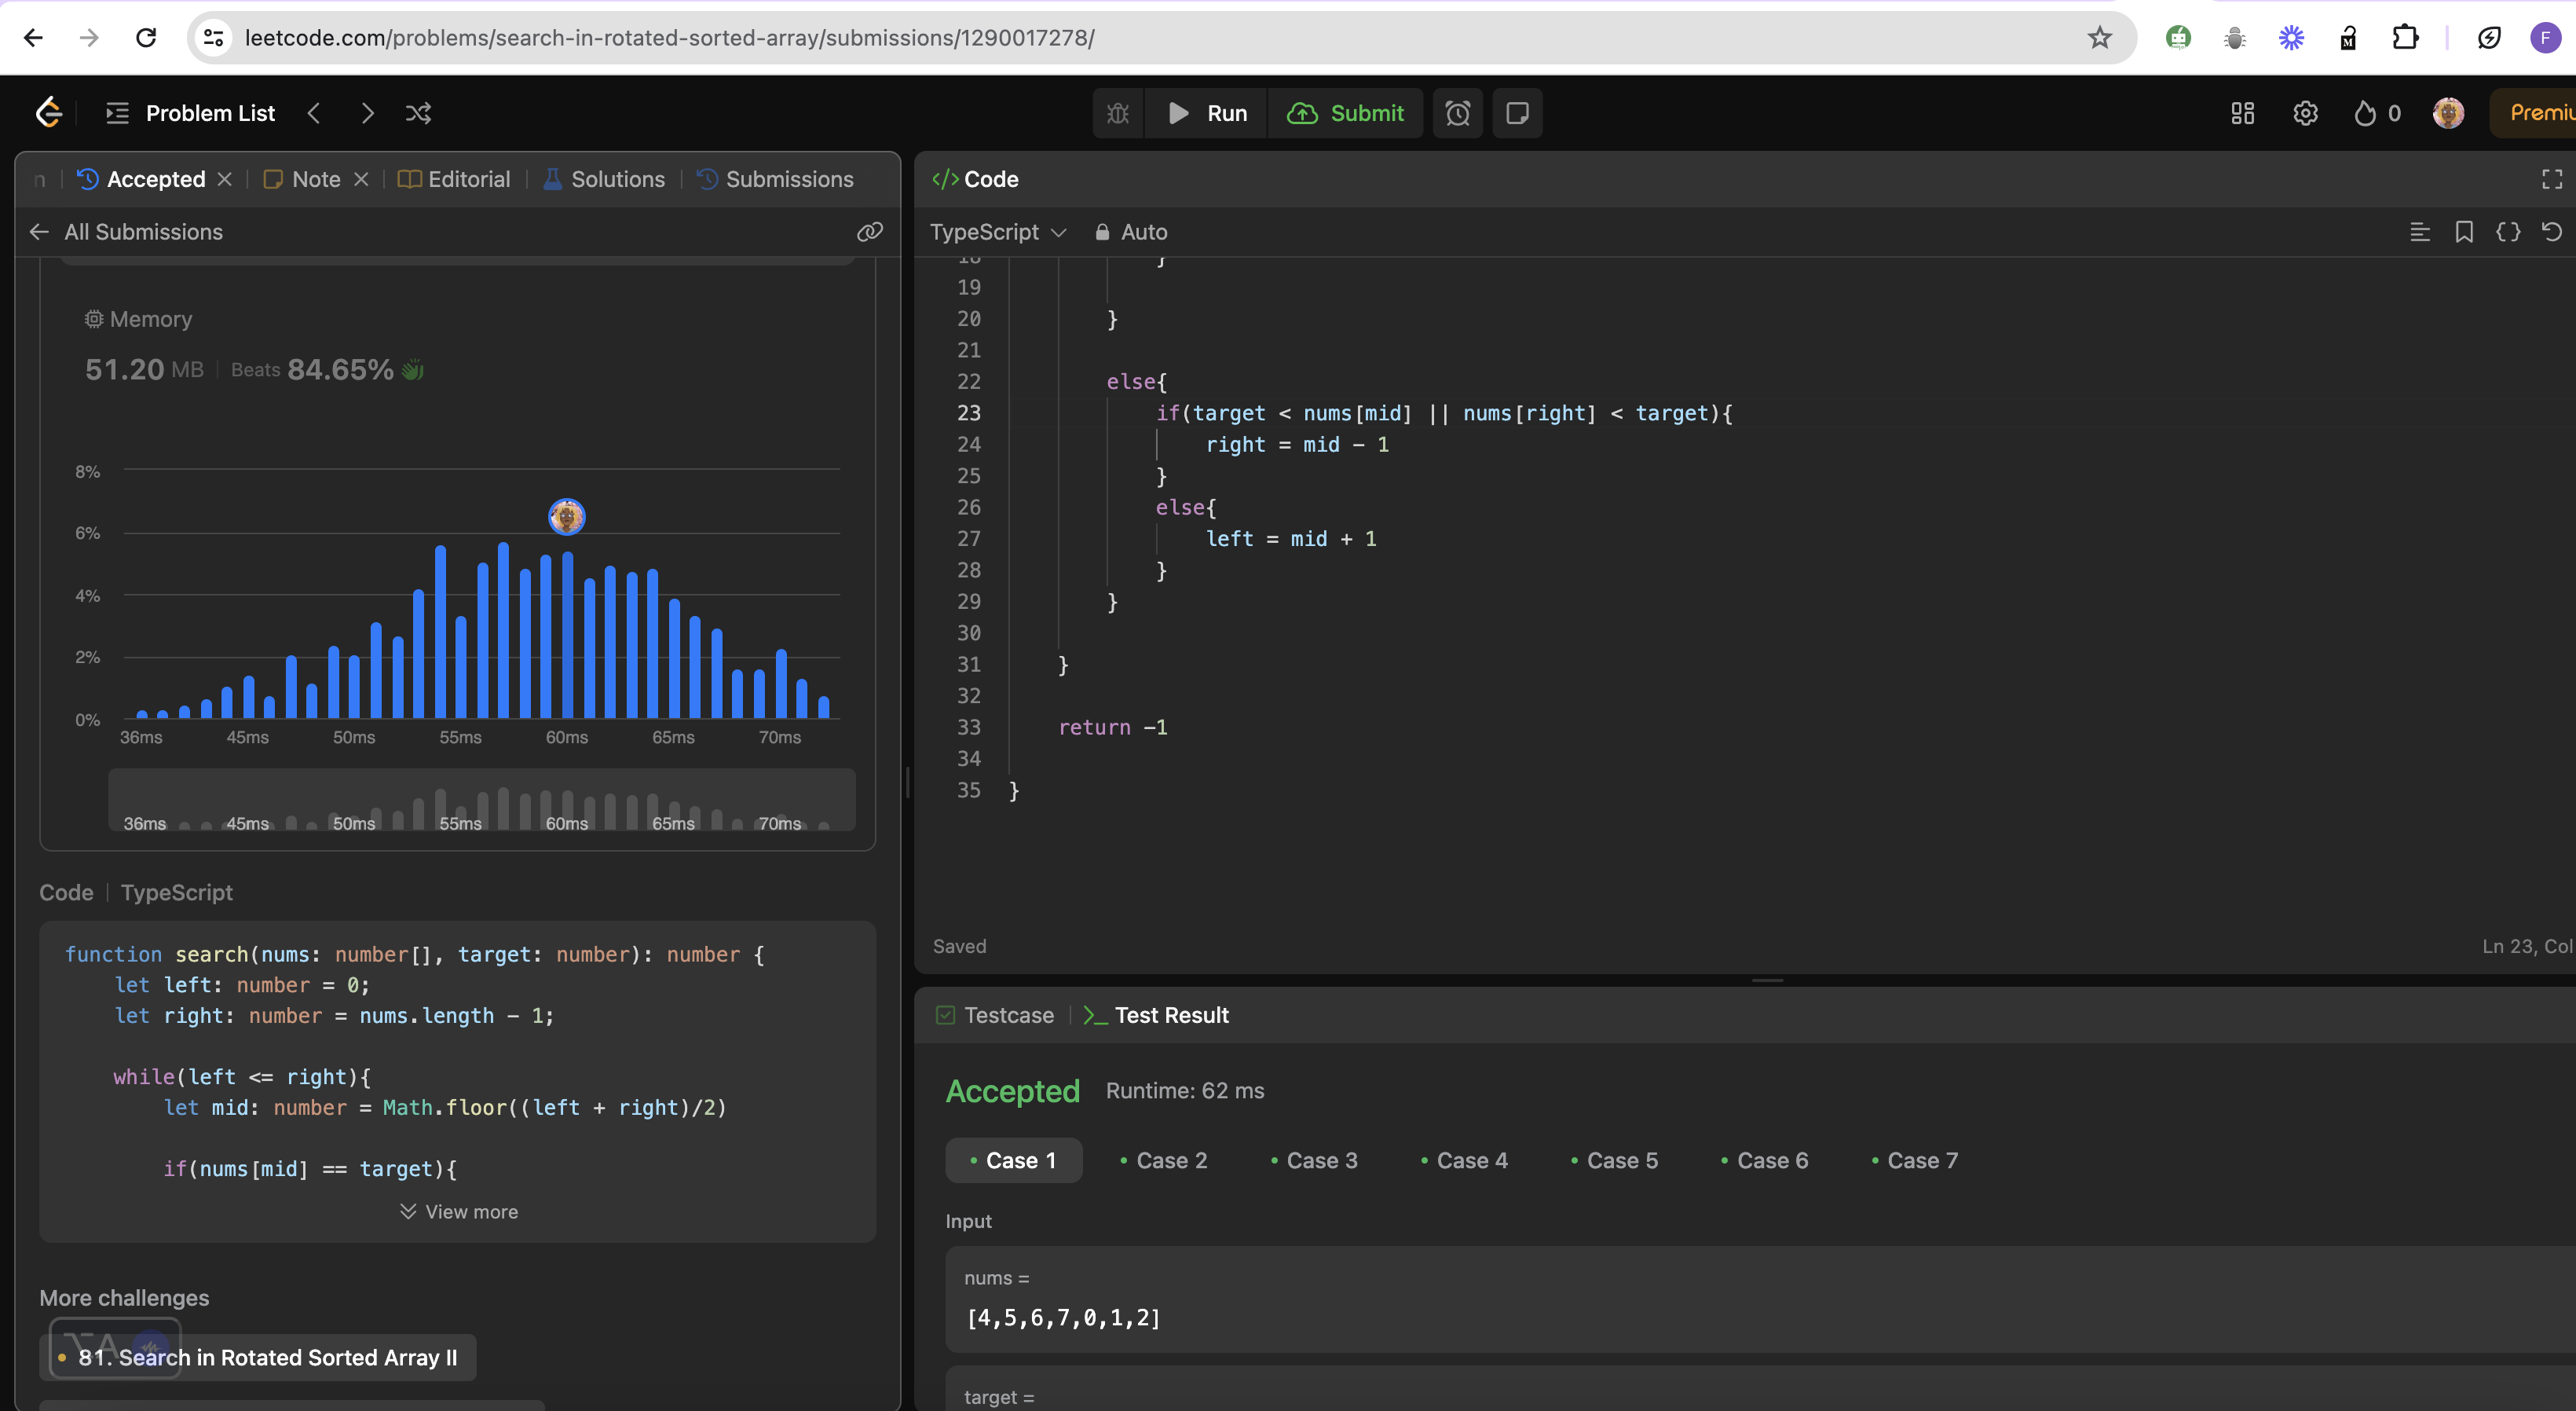 leetcode.com/problems/search-in-rotated-sorted-array/submissions/1290017278/
F
Problem List
Run
Submit
0
Accepted
Note
Editorial
Solutions
Submissions
All Submissions
Memory
51.20 MB | Beats 84.65%
8%
6%
4%
2%
0%
36ms 45ms 50ms 55ms 60ms 65ms 70ms
36ms 45ms 50ms 55ms 60ms 65ms 70ms
Code | TypeScript
function search(nums: number[], target: number): number {
let left: number = 0;
let right: number = nums.length - 1;
while(left <= right){
let mid: number = Math.floor((left + right)/2)
if(nums[mid] == target){
View more
More challenges
81. Search in Rotated Sorted Array II
</> Code
TypeScript
Auto
18 }
19
20 }
21
22 else{
23 if(target < nums[mid] || nums[right] < target){
24 right = mid - 1
25 }
26 else{
27 left = mid + 1
28 }
29 }
30
31 }
32
33 return -1
34
35 }
Saved
Ln 23, Col
Testcase
Test Result
Accepted Runtime: 62 ms
Case 1 Case 2 Case 3 Case 4 Case 5 Case 6 Case 7
Input
nums =
[4,5,6,7,0,1,2]
target =